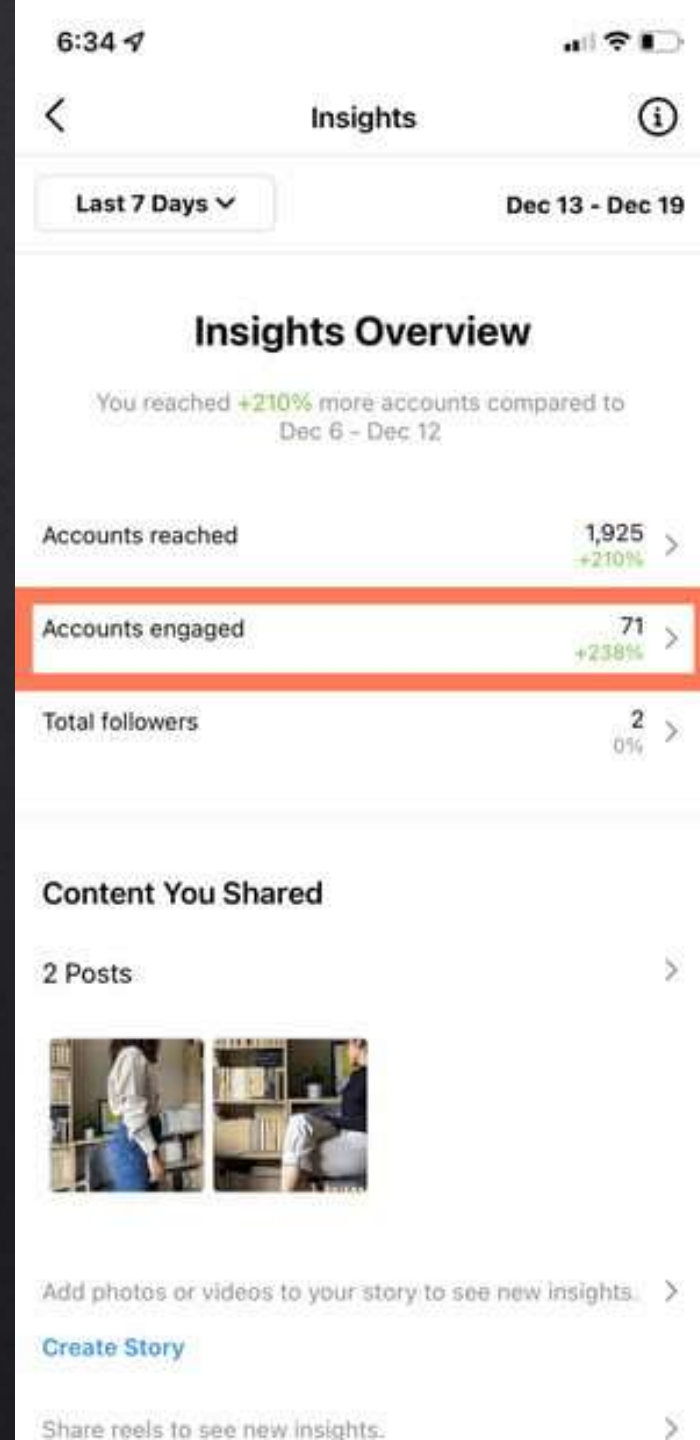 6:34
Insights
Last 7 Days
Dec 13 - Dec 19
Insights Overview
You reached +210% more accounts compared to
Dec 6 - Dec 12
Accounts reached
1,925
+210%
Accounts engaged
71
+238%
Total followers
2
0%
Content You Shared
2 Posts
Add photos or videos to your story to see new insights.
Create Story
Share reels to see new insights.